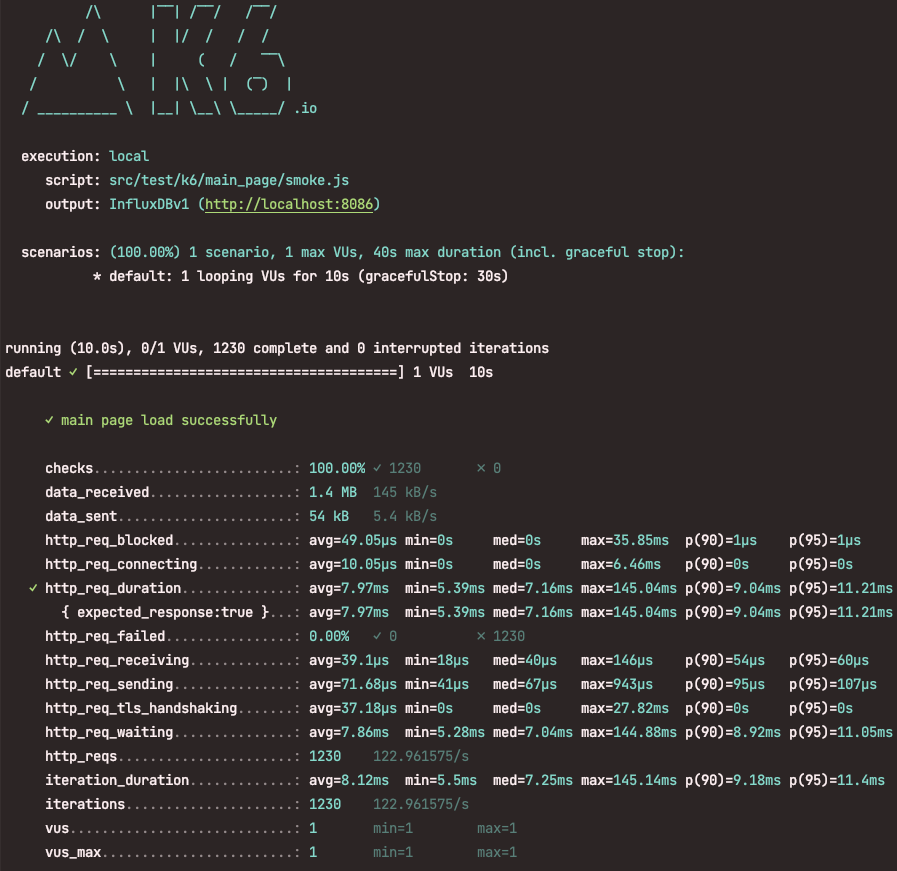 /\      |‾‾| /‾‾/   /‾‾/
     /\  /  \     |  |/  /   /  /
    /  \/    \    |     (   /   ‾‾\
   /          \   |  |\  \ |  (‾)  |
  / __________ \  |__| \__\ \_____/ .io
  execution: local
     script: src/test/k6/main_page/smoke.js
     output: InfluxDBv1 (http://localhost:8086)
  scenarios: (100.00%) 1 scenario, 1 max VUs, 40s max duration (incl. graceful stop):
           * default: 1 looping VUs for 10s (gracefulStop: 30s)
running (10.0s), 0/1 VUs, 1230 complete and 0 interrupted iterations
default ✓ [======================================] 1 VUs  10s
     ✓ main page load successfully
     checks.........................: 100.00% ✓ 1230       ✗ 0
     data_received..................: 1.4 MB  145 kB/s
     data_sent......................: 54 kB   5.4 kB/s
     http_req_blocked...............: avg=49.05µs min=0s     med=0s     max=35.85ms  p(90)=1µs    p(95)=1µs
     http_req_connecting............: avg=10.05µs min=0s     med=0s     max=6.46ms   p(90)=0s     p(95)=0s
   ✓ http_req_duration..............: avg=7.97ms  min=5.39ms med=7.16ms max=145.04ms p(90)=9.04ms p(95)=11.21ms
       { expected_response:true }...: avg=7.97ms  min=5.39ms med=7.16ms max=145.04ms p(90)=9.04ms p(95)=11.21ms
     http_req_failed................: 0.00%   ✓ 0          ✗ 1230
     http_req_receiving.............: avg=39.1µs  min=18µs   med=40µs   max=146µs    p(90)=54µs   p(95)=60µs
     http_req_sending...............: avg=71.68µs min=41µs   med=67µs   max=943µs    p(90)=95µs   p(95)=107µs
     http_req_tls_handshaking.......: avg=37.18µs min=0s     med=0s     max=27.82ms  p(90)=0s     p(95)=0s
     http_req_waiting...............: avg=7.86ms  min=5.28ms med=7.04ms max=144.88ms p(90)=8.92ms p(95)=11.05ms
     http_reqs......................: 1230    122.961575/s
     iteration_duration.............: avg=8.12ms  min=5.5ms  med=7.25ms max=145.14ms p(90)=9.18ms p(95)=11.4ms
     iterations.....................: 1230    122.961575/s
     vus............................: 1       min=1        max=1
     vus_max........................: 1       min=1        max=1